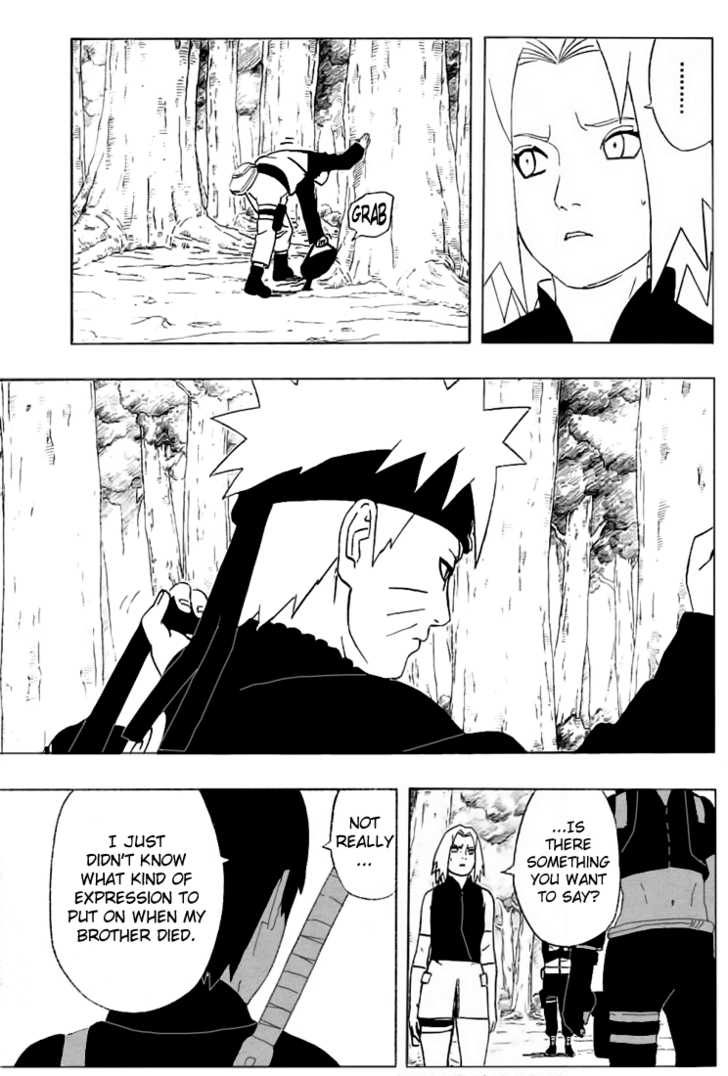 .........
GRAB
...IS
THERE
SOMETHING
YOU WANT
TO SAY?
NOT
REALLY
...
I JUST
DIDN'T KNOW
WHAT KIND OF
EXPRESSION TO
PUT ON WHEN MY
BROTHER DIED.